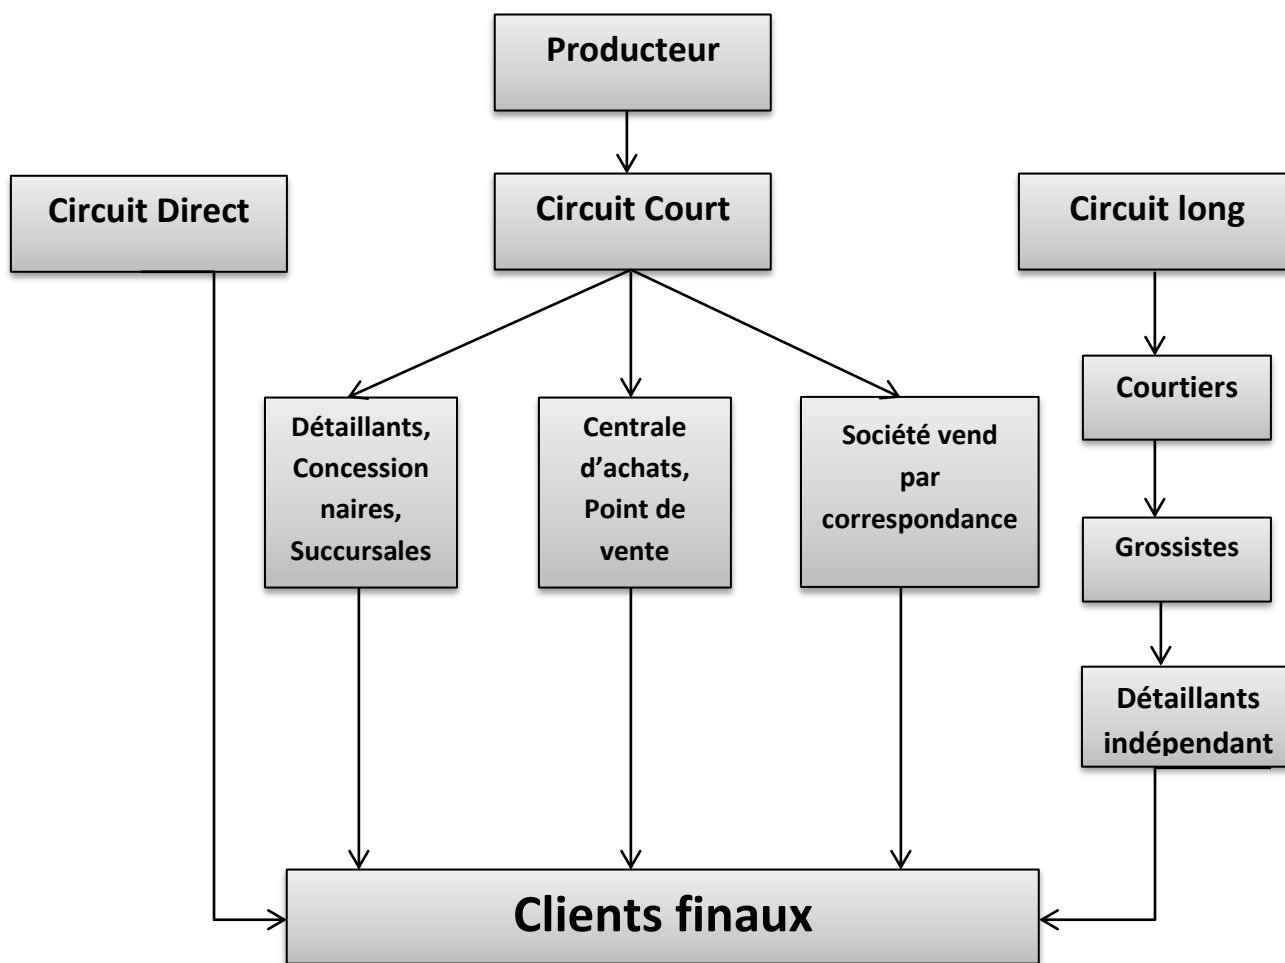 Producteur
Circuit Direct
Circuit Court
Circuit long
Détaillants,
Concession
naires,
Succursales
Centrale
d’achats,
Point de
vente
Société vend
par
correspondance
Courtiers
Grossistes
Détaillants
indépendant
Clients finaux